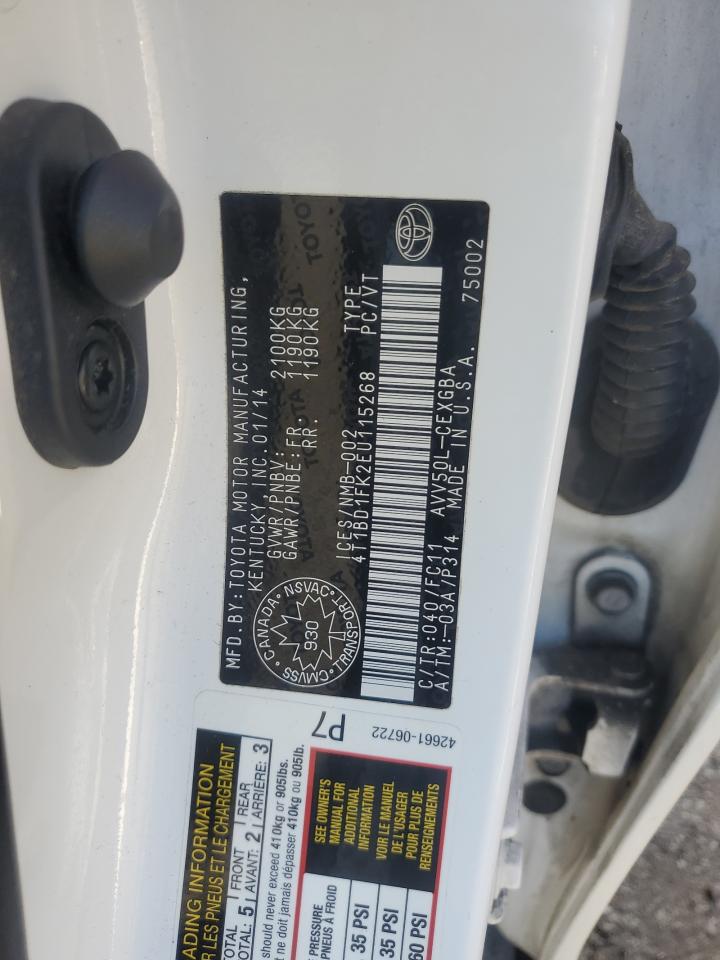 MFD. BY: TOYOTA MOTOR MANUFACTURING,
KENTUCKY INC. 01/14
GVWR/PNBV: 2100KG
GAWR/PNBE: FR 1190KG
RR. 1190KG
CANADA NSVAC TRANSPORT CMVSS
930
ICES/NMB-002
TYPE
4T1BD1FK2EU115268 PC/VT
C/TR: 040/FC11 AVV50L-CEXGBA
A/TM: -03A/P314 MADE IN U.S.A. 75002
ADING INFORMATION
R LES PNEUS ET LE CHARGEMENT
TOTAL FRONT REAR
TOTAL: 5 AVANT: 2 ARRIÈRE: 3
should never exceed 410kg or 905lbs.
t ne doit jamais dépasser 410kg ou 905lb.
PRESSURE
PNEUS À FROID
35 PSI
35 PSI
60 PSI
SEE OWNER'S
MANUAL FOR
ADDITIONAL
INFORMATION
VOIR LE MANUEL
DE L'USAGER
POUR PLUS DE
RENSEIGNEMENTS
P7
42661-06722